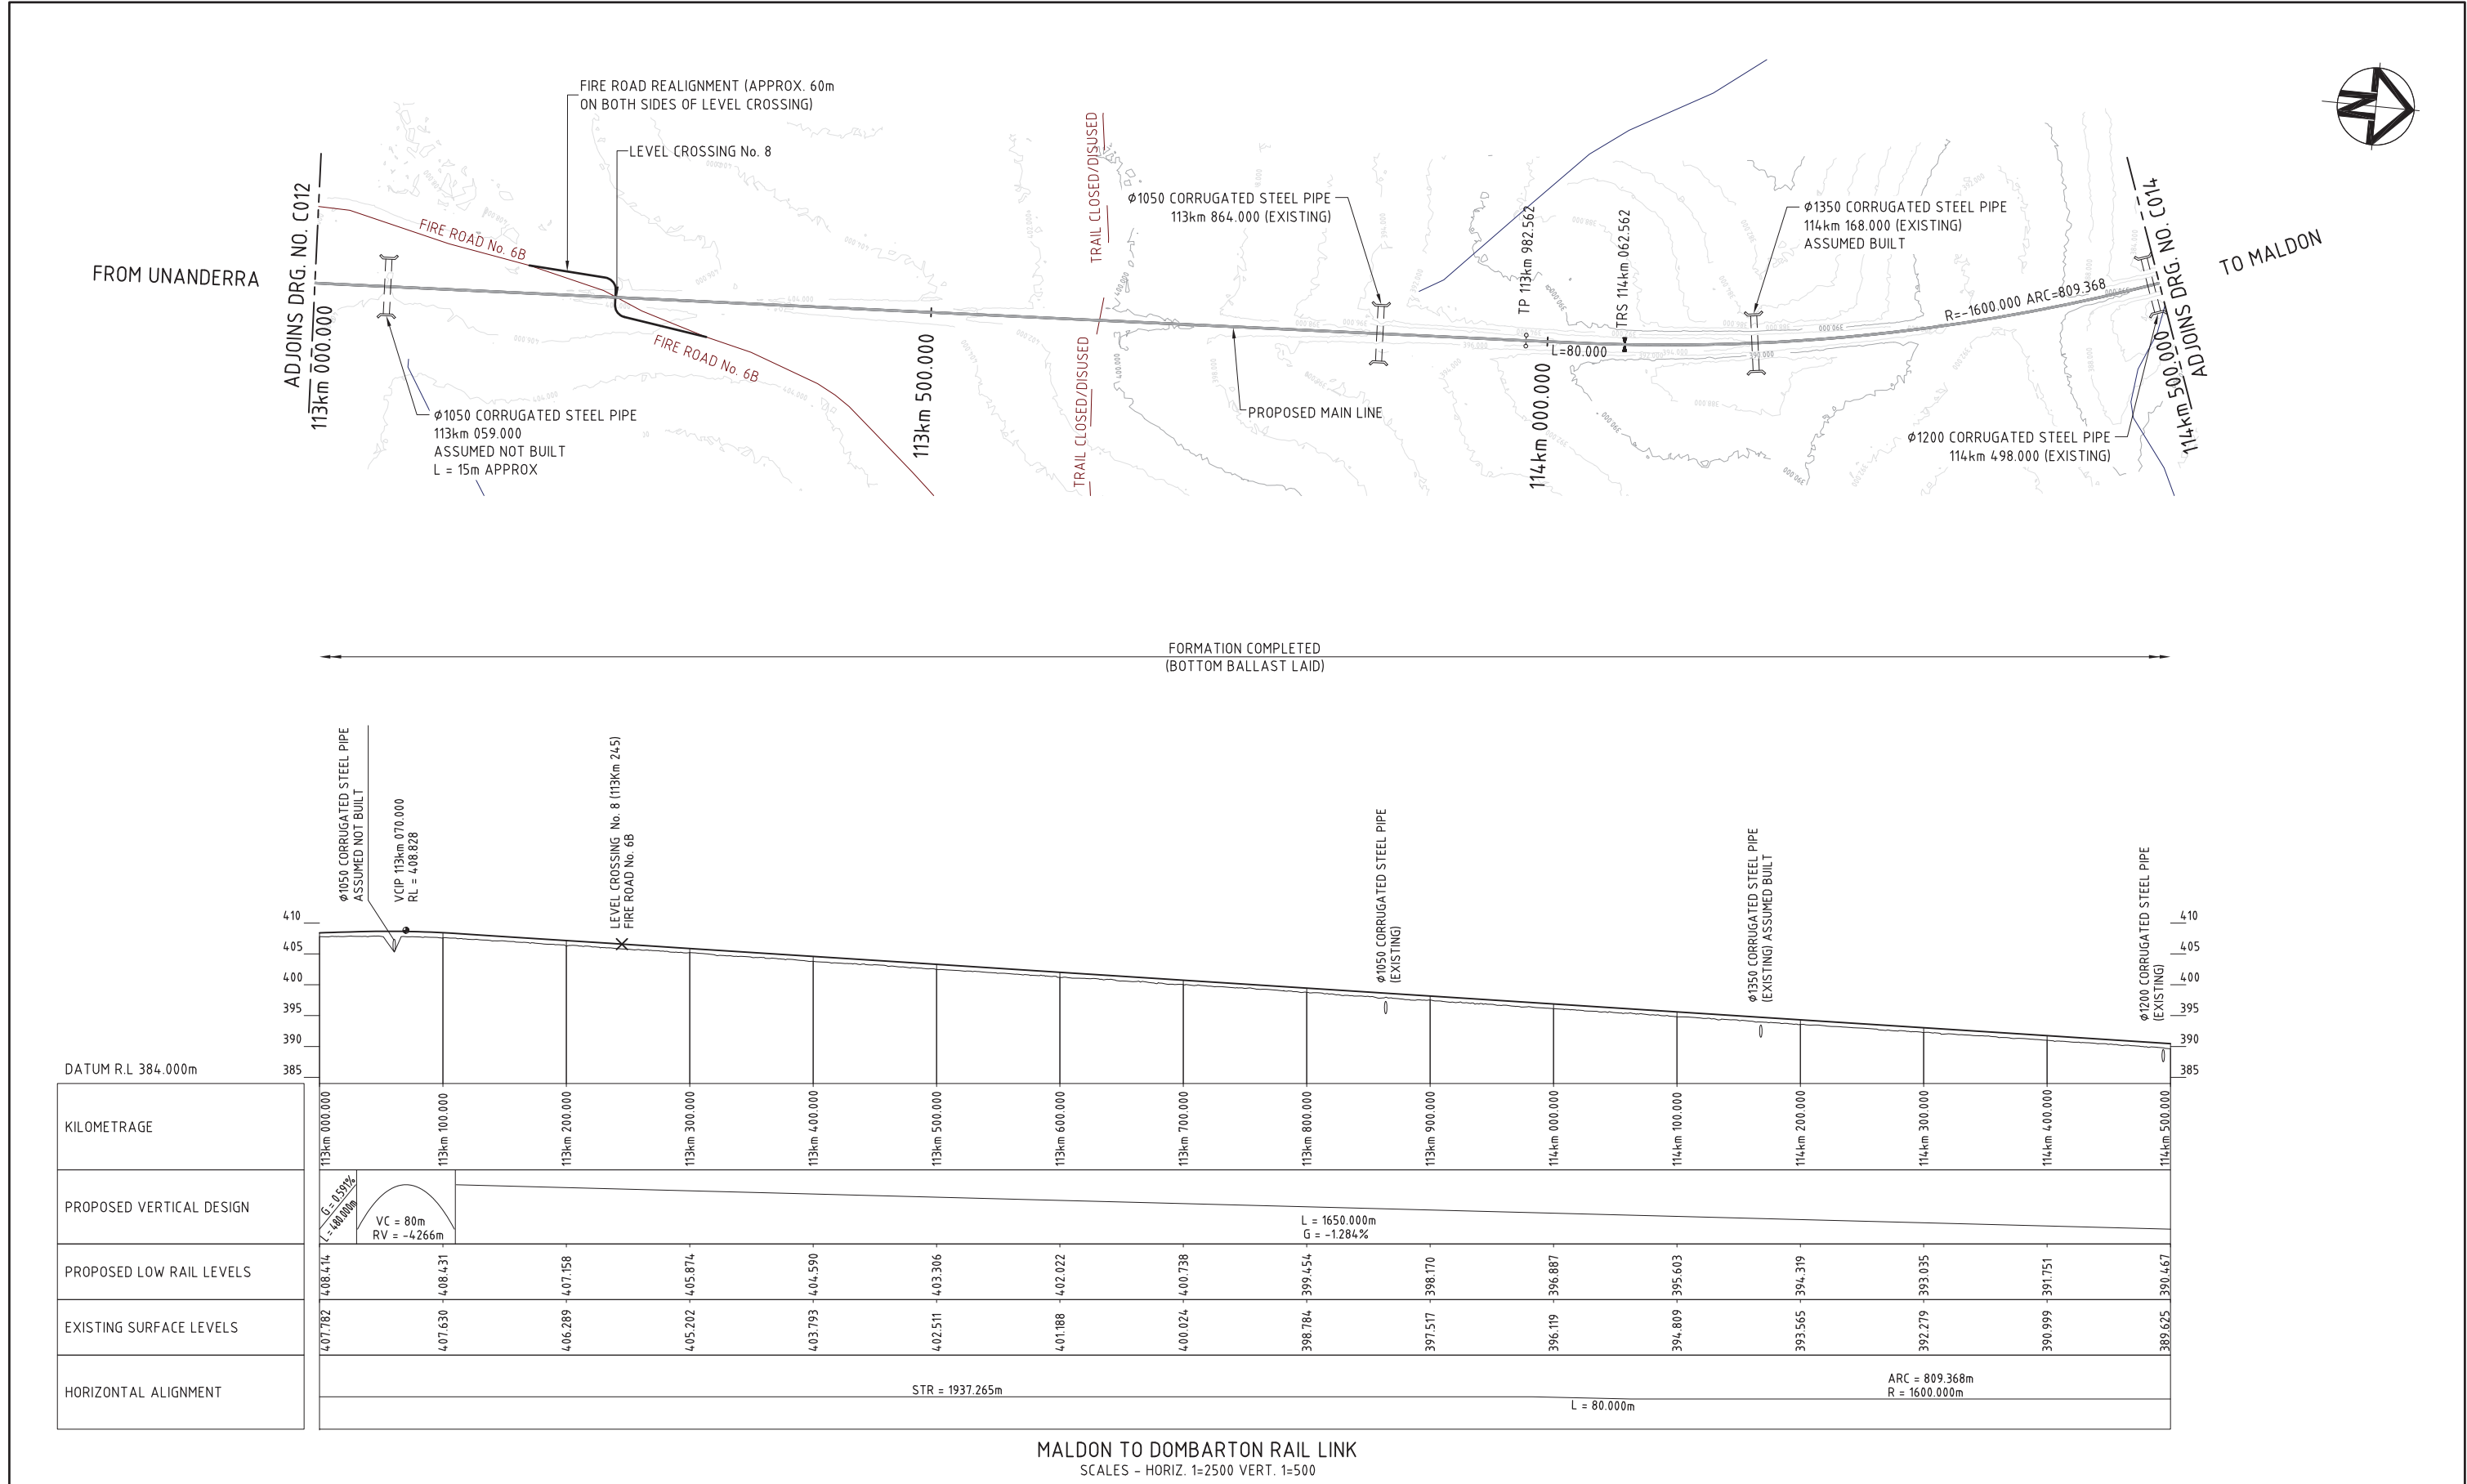 FIRE ROAD REALIGNMENT (APPROX. 60m
ON BOTH SIDES OF LEVEL CROSSING)
LEVEL CROSSING No. 8
N
FROM UNANDERRA
ADJOINS DRG. NO. C012
113km 000.000
FIRE ROAD No. 6B
FIRE ROAD No. 6B
Ø1050 CORRUGATED STEEL PIPE
113km 059.000
ASSUMED NOT BUILT
L = 15m APPROX
113km 500.000
TRAIL CLOSED/DISUSED
TRAIL CLOSED/DISUSED
Ø1050 CORRUGATED STEEL PIPE
113km 864.000 (EXISTING)
PROPOSED MAIN LINE
TP 113km 982.562
L=80.000
114km 000.000
TRS 114km 062.562
Ø1350 CORRUGATED STEEL PIPE
114km 168.000 (EXISTING)
ASSUMED BUILT
R=-1600.000 ARC=809.368
Ø1200 CORRUGATED STEEL PIPE
114km 498.000 (EXISTING)
ADJOINS DRG. NO. C014
114km 500.000
TO MALDON
FORMATION COMPLETED
(BOTTOM BALLAST LAID)
Ø1050 CORRUGATED STEEL PIPE
ASSUMED NOT BUILT
VCIP 113km 070.000
RL = 408.828
LEVEL CROSSING No. 8 (113Km 245)
FIRE ROAD No. 6B
Ø1050 CORRUGATED STEEL PIPE
(EXISTING)
Ø1350 CORRUGATED STEEL PIPE
(EXISTING) ASSUMED BUILT
Ø1200 CORRUGATED STEEL PIPE
(EXISTING)
410 410
405 405
400 400
395 395
390 390
385 385
DATUM R.L 384.000m
KILOMETRAGE 113km 0000.000 113km 100.000 113km 200.000 113km 300.000 113km 400.000 113km 500.000 113km 600.000 113km 700.000 113km 800.000 113km 900.000 114km 000.000 114km 100.000 114km 200.000 114km 300.000 114km 400.000 114km 500.000
PROPOSED VERTICAL DESIGN
G = 0.591%
L = 480.000m
VC = 80m
RV = -4266m
L = 1650.000m
G = -1.284%
PROPOSED LOW RAIL LEVELS 408.414 408.431 407.158 405.874 404.590 403.306 402.022 400.738 399.454 398.170 396.887 395.603 394.319 393.035 391.751 390.467
EXISTING SURFACE LEVELS 407.782 407.630 406.289 405.202 403.793 402.511 401.188 400.024 398.784 397.517 396.119 394.809 393.565 392.279 390.999 389.625
HORIZONTAL ALIGNMENT
STR = 1937.265m
L = 80.000m
ARC = 809.368m
R = 1600.000m
MALDON TO DOMBARTON RAIL LINK
SCALES - HORIZ. 1=2500 VERT. 1=500